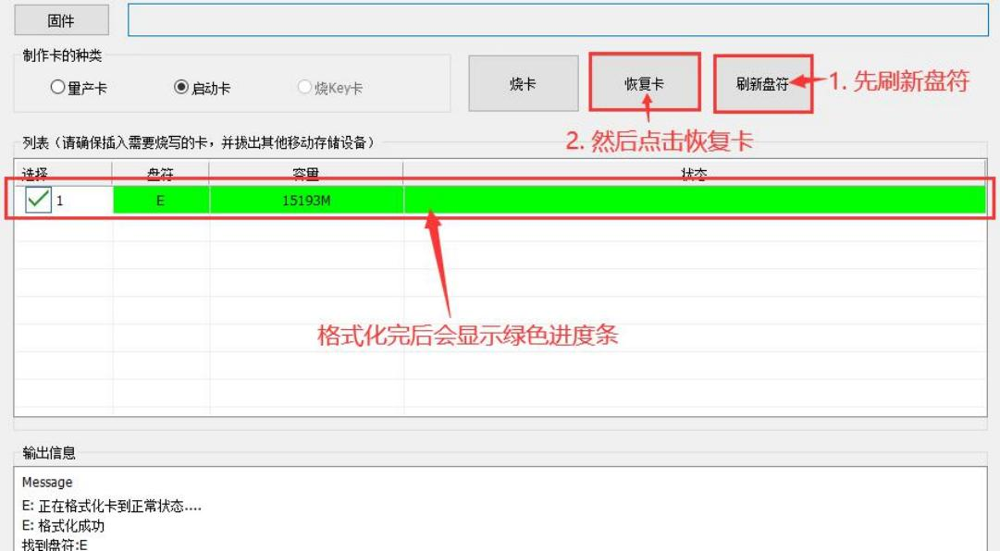 固件
制作卡的种类
量产卡
启动卡
烧Key卡
烧卡
恢复卡
刷新盘符
1. 先刷新盘符
2. 然后点击恢复卡
列表（请确保插入需要烧写的卡，并拔出其他移动存储设备）
选择 盘符 容量 状态
1 E 15193M
格式化完后会显示绿色进度条
输出信息
Message
E: 正在格式化卡到正常状态....
E: 格式化成功
找到盘符:E